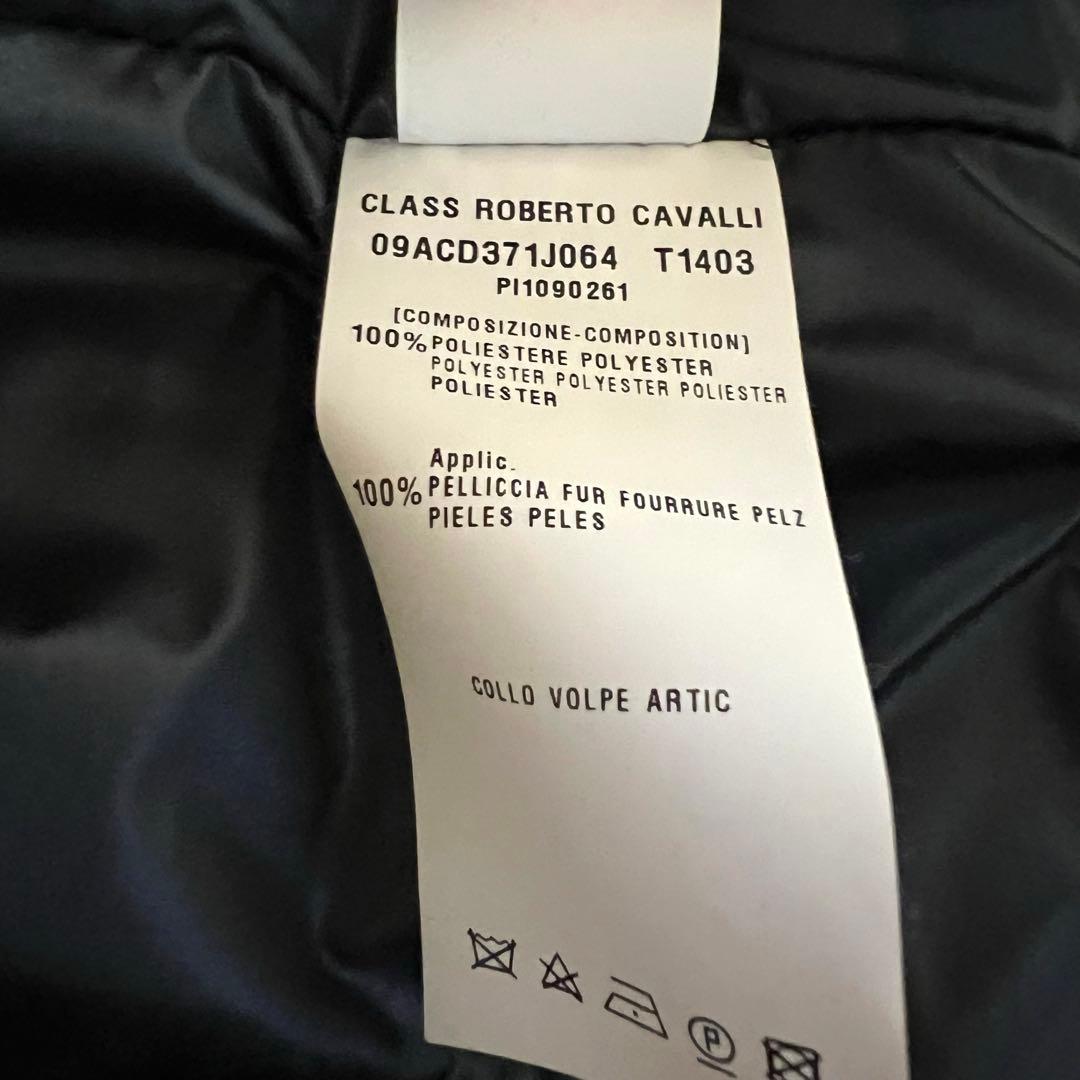 CLASS ROBERTO CAVALLI
09ACD371J064 T1403
PI1090261
[COMPOSIZIONE-COMPOSITION]
100% POLIESTERE POLYESTER
POLYESTER POLYESTER POLIESTER
POLIESTER
Applic.
100% PELLICCIA FUR FOURRURE PELZ
PIELES PELES
COLLO VOLPE ARTIC
P